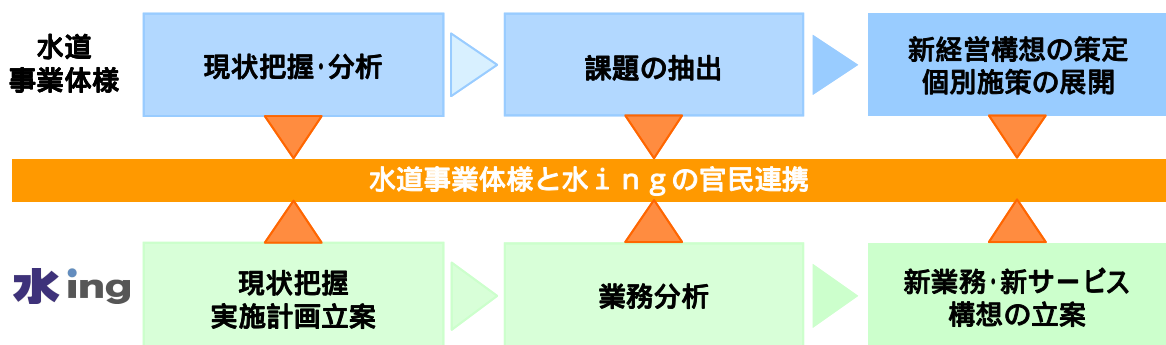 水道
事業体様
現状把握･分析
課題の抽出
新経営構想の策定
個別施策の展開
水道事業体様と水ｉｎｇの官民連携
水ing
現状把握
実施計画立案
業務分析
新業務･新サービス
構想の立案